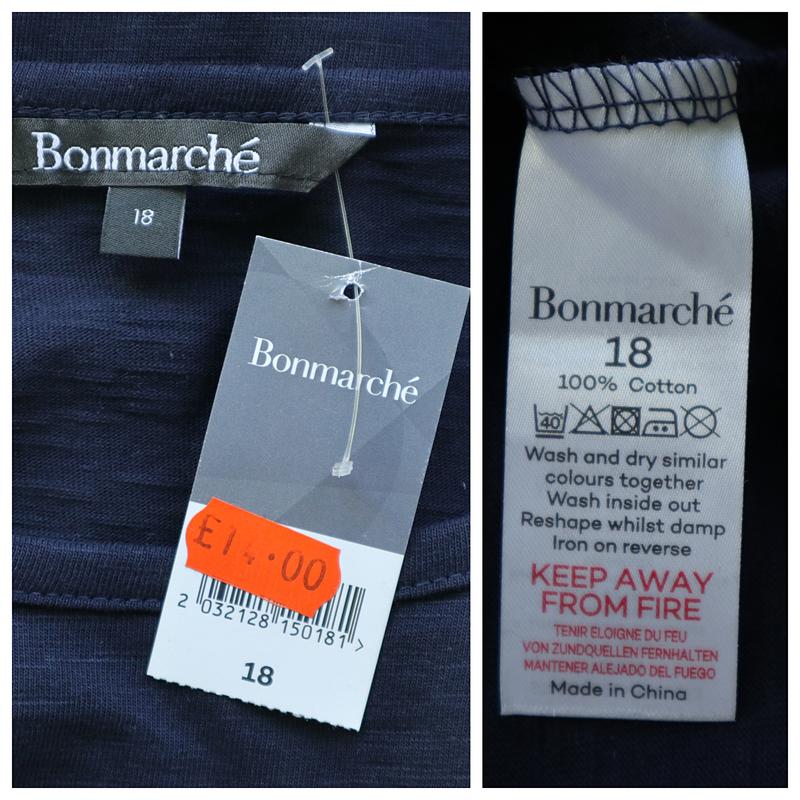 Bonmarché
18
Bonmarché
£14.00
2 032128 150181 >
18
Bonmarché
18
100% Cotton
40
Wash and dry similar
colours together
Wash inside out
Reshape whilst damp
Iron on reverse
KEEP AWAY
FROM FIRE
TENIR ELOIGNE DU FEU
VON ZUNDQUELLEN FERNHALTEN
MANTENER ALEJADO DEL FUEGO
Made in China